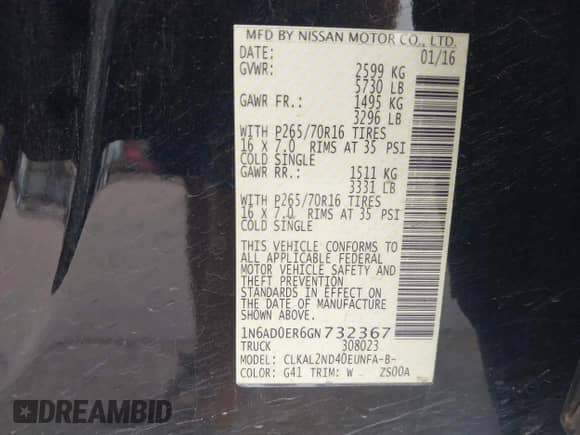 MFD BY NISSAN MOTOR CO., LTD.
DATE: 01/16
GVWR: 2599 KG
5730 LB
GAWR FR.: 1495 KG
3296 LB
WITH P265/70R16 TIRES
16 X 7.0 RIMS AT 35 PSI
COLD SINGLE
GAWR RR.: 1511 KG
3331 LB
WITH P265/70R16 TIRES
16 X 7.0 RIMS AT 35 PSI
COLD SINGLE
THIS VEHICLE CONFORMS TO
ALL APPLICABLE FEDERAL
MOTOR VEHICLE SAFETY AND
THEFT PREVENTION
STANDARDS IN EFFECT ON
THE DATE OF MANUFACTURE
SHOWN ABOVE.
1N6AD0ER6GN732367
TRUCK 308023
MODEL: CLKAL2ND40EUNFA-B-
COLOR: G41 TRIM: W ZS00A
DREAMBID